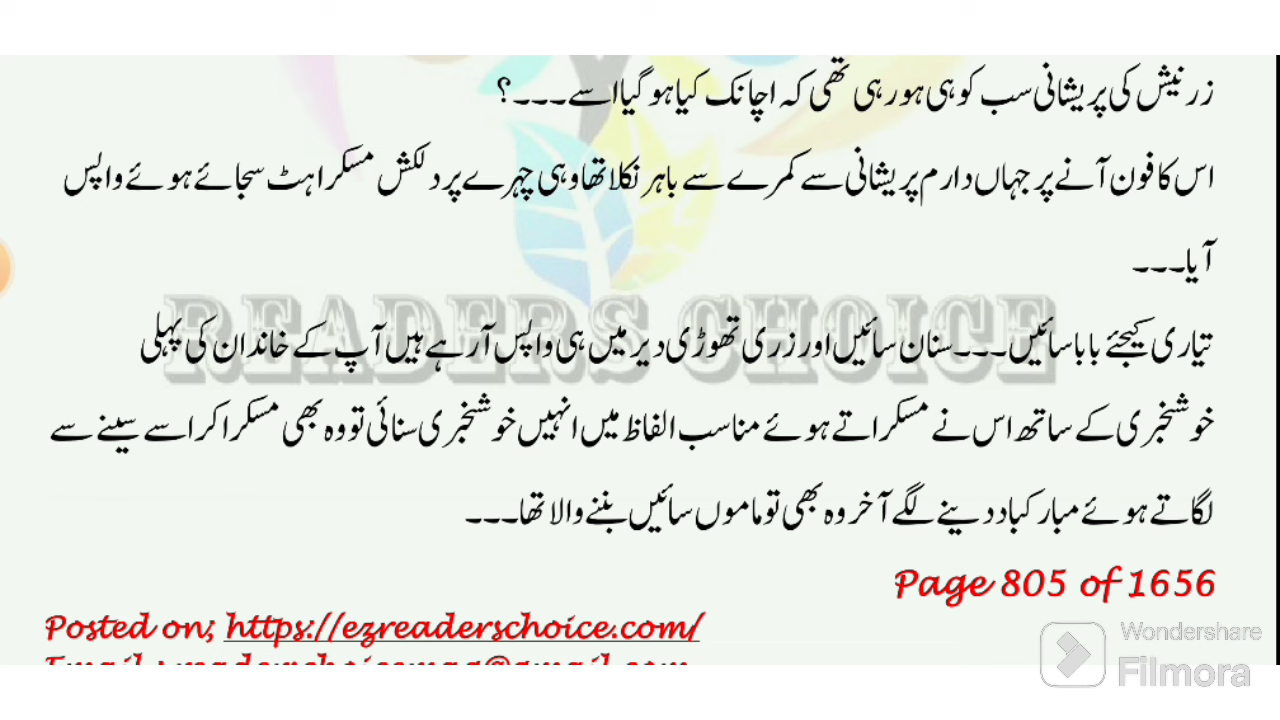 زرنیش کی پریشانی سب کو ہی ہو رہی تھی کہ اچانک کیا ہو گیا اسے۔۔۔؟
اس کا فون آنے پر جہاں دارم پریشانی سے کمرے سے باہر نکلا تھا وہی چہرے پر دلکش مسکراہٹ سجائے ہوئے واپس
آیا۔۔۔
READERS CHOICE
تیاری کیجئے بابا سائیں۔۔۔ سنان سائیں اور زری تھوڑی دیر میں ہی واپس آ رہے ہیں آپ کے خاندان کی پہلی
خوشخبری کے ساتھ اس نے مسکراتے ہوئے مناسب الفاظ میں انہیں خوشخبری سنائی تو وہ بھی مسکرا کر اسے سینے سے
لگاتے ہوئے مبارکباد دینے لگے آخر وہ بھی تو ماموں سائیں بننے والا تھا۔۔۔
Page 805 of 1656
Posted on; https://ezreaderschoice.com/
Wondershare
Filmora